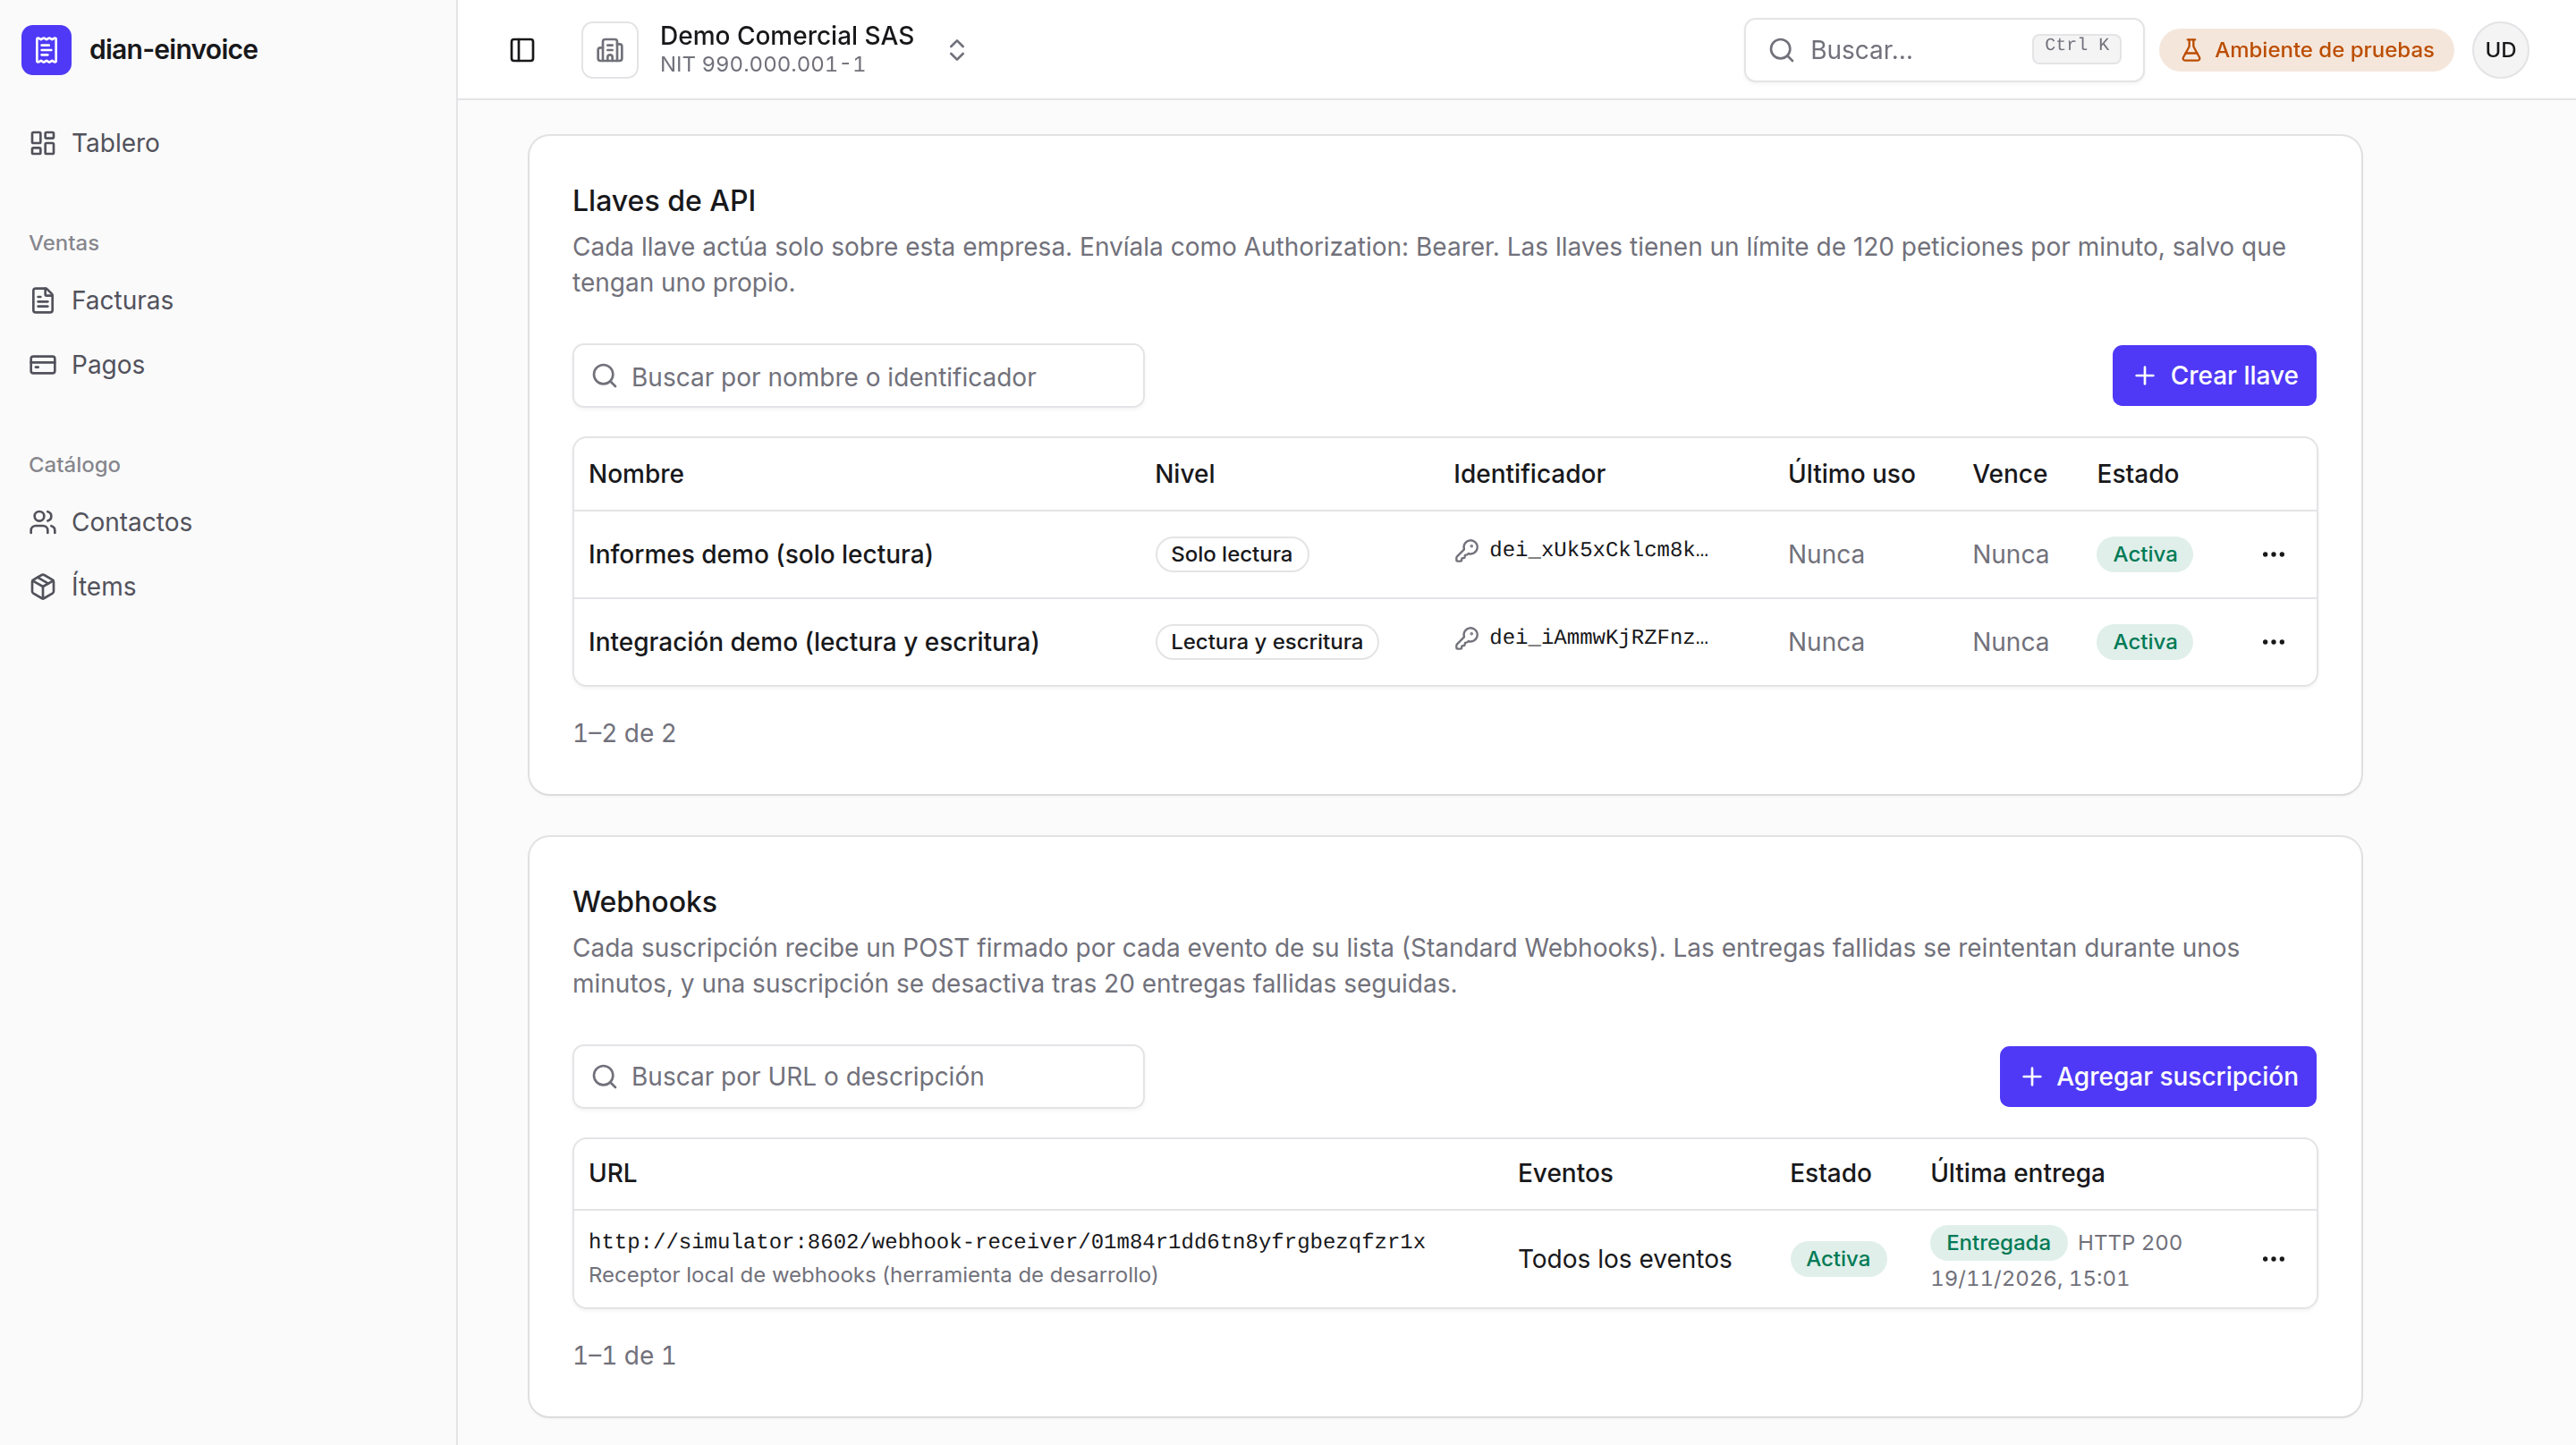 dian-einvoice
Demo Comercial SAS
NIT 990.000.001-1
Buscar...
Ctrl K
Ambiente de pruebas
UD
Tablero
Ventas
Facturas
Pagos
Catálogo
Contactos
Ítems
Llaves de API
Cada llave actúa solo sobre esta empresa. Envíala como Authorization: Bearer. Las llaves tienen un límite de 120 peticiones por minuto, salvo que
tengan uno propio.
Buscar por nombre o identificador
Crear llave
Nombre Nivel Identificador Último uso Vence Estado
Informes demo (solo lectura) Solo lectura dei_xUk5xCklcm8k… Nunca Nunca Activa
Integración demo (lectura y escritura) Lectura y escritura dei_iAmmwKjRZFnz… Nunca Nunca Activa
1–2 de 2
Webhooks
Cada suscripción recibe un POST firmado por cada evento de su lista (Standard Webhooks). Las entregas fallidas se reintentan durante unos
minutos, y una suscripción se desactiva tras 20 entregas fallidas seguidas.
Buscar por URL o descripción
Agregar suscripción
URL Eventos Estado Última entrega
http://simulator:8602/webhook-receiver/01m84r1dd6tn8yfrgbezqfzr1x
Receptor local de webhooks (herramienta de desarrollo)
Todos los eventos
Activa
Entregada HTTP 200
19/11/2026, 15:01
1–1 de 1